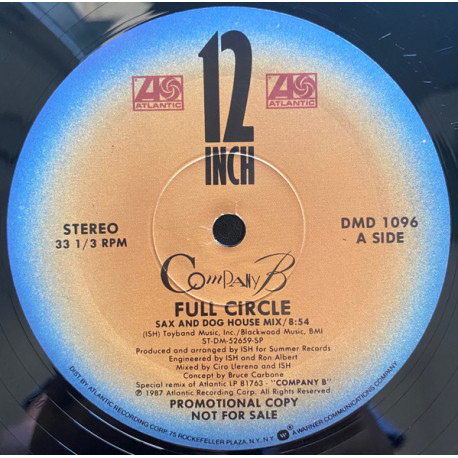 12
INCH
ATLANTIC
ATLANTIC
STEREO
33 1/3 RPM
DMD 1096
A SIDE
Company B
FULL CIRCLE
SAX AND DOG HOUSE MIX/8:54
(ISH) Toyband Music, Inc./Blackwood Music, BMI
ST-DM-52659-SP
Produced and arranged by ISH for Summer Records
Engineered by ISH and Ron Albert
Mixed by Ciro Llerena and ISH
Concept by Bruce Carbone
Special remix of Atlantic LP 81763 - "COMPANY B"
℗ 1987 Atlantic Recording Corp. All Rights Reserved.
PROMOTIONAL COPY
NOT FOR SALE
DIST. BY ATLANTIC RECORDING CORP. 75 ROCKEFELLER PLAZA, N.Y., N.Y. A WARNER COMMUNICATIONS COMPANY